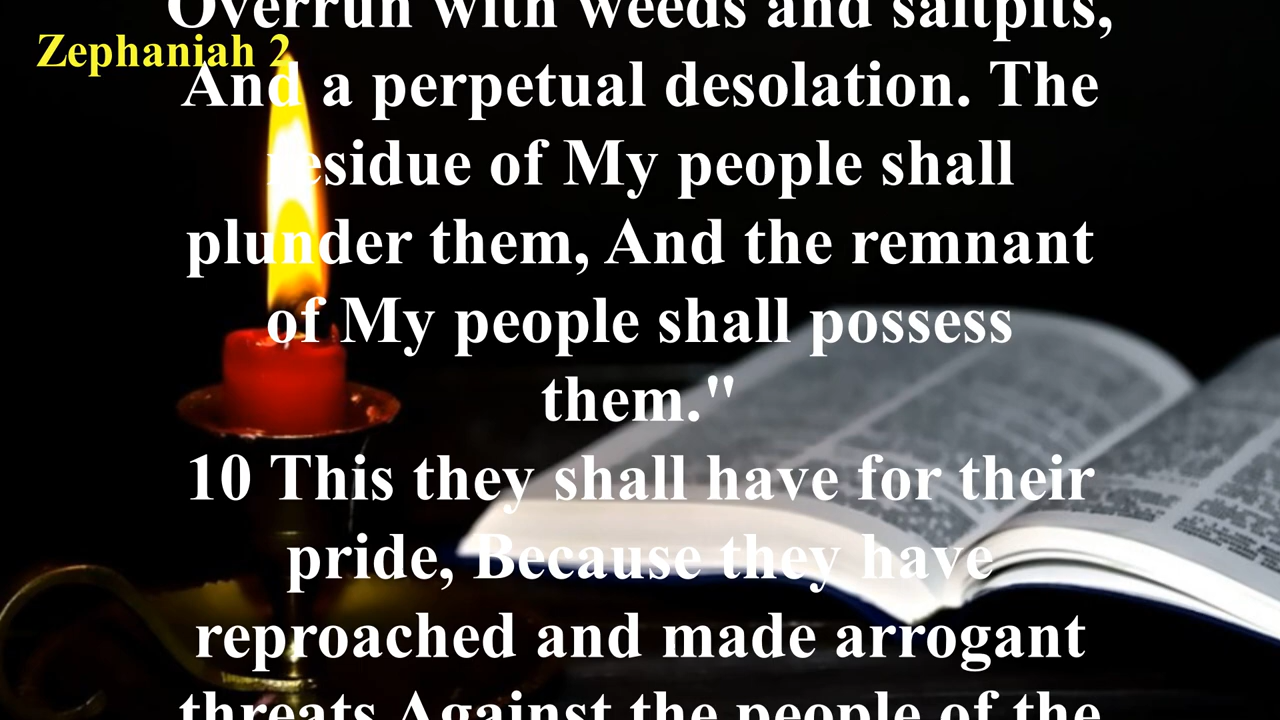 Overrun with weeds and saltpits,
Zephaniah 2
And a perpetual desolation. The
residue of My people shall
plunder them, And the remnant
of My people shall possess
them."
10 This they shall have for their
pride, Because they have
reproached and made arrogant
threats Against the people of the